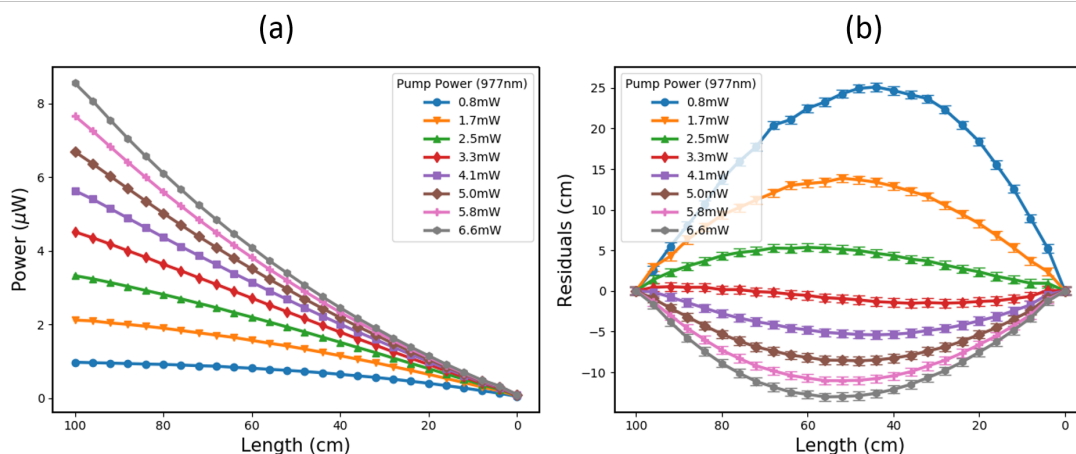 (a)
Power (μW)
8
6
4
2
0
Pump Power (977nm)
0.8mW
1.7mW
2.5mW
3.3mW
4.1mW
5.0mW
5.8mW
6.6mW
100 80 60 40 20 0
Length (cm)
(b)
Residuals (cm)
25
20
15
10
5
0
−5
−10
Pump Power (977nm)
0.8mW
1.7mW
2.5mW
3.3mW
4.1mW
5.0mW
5.8mW
6.6mW
100 80 60 40 20 0
Length (cm)